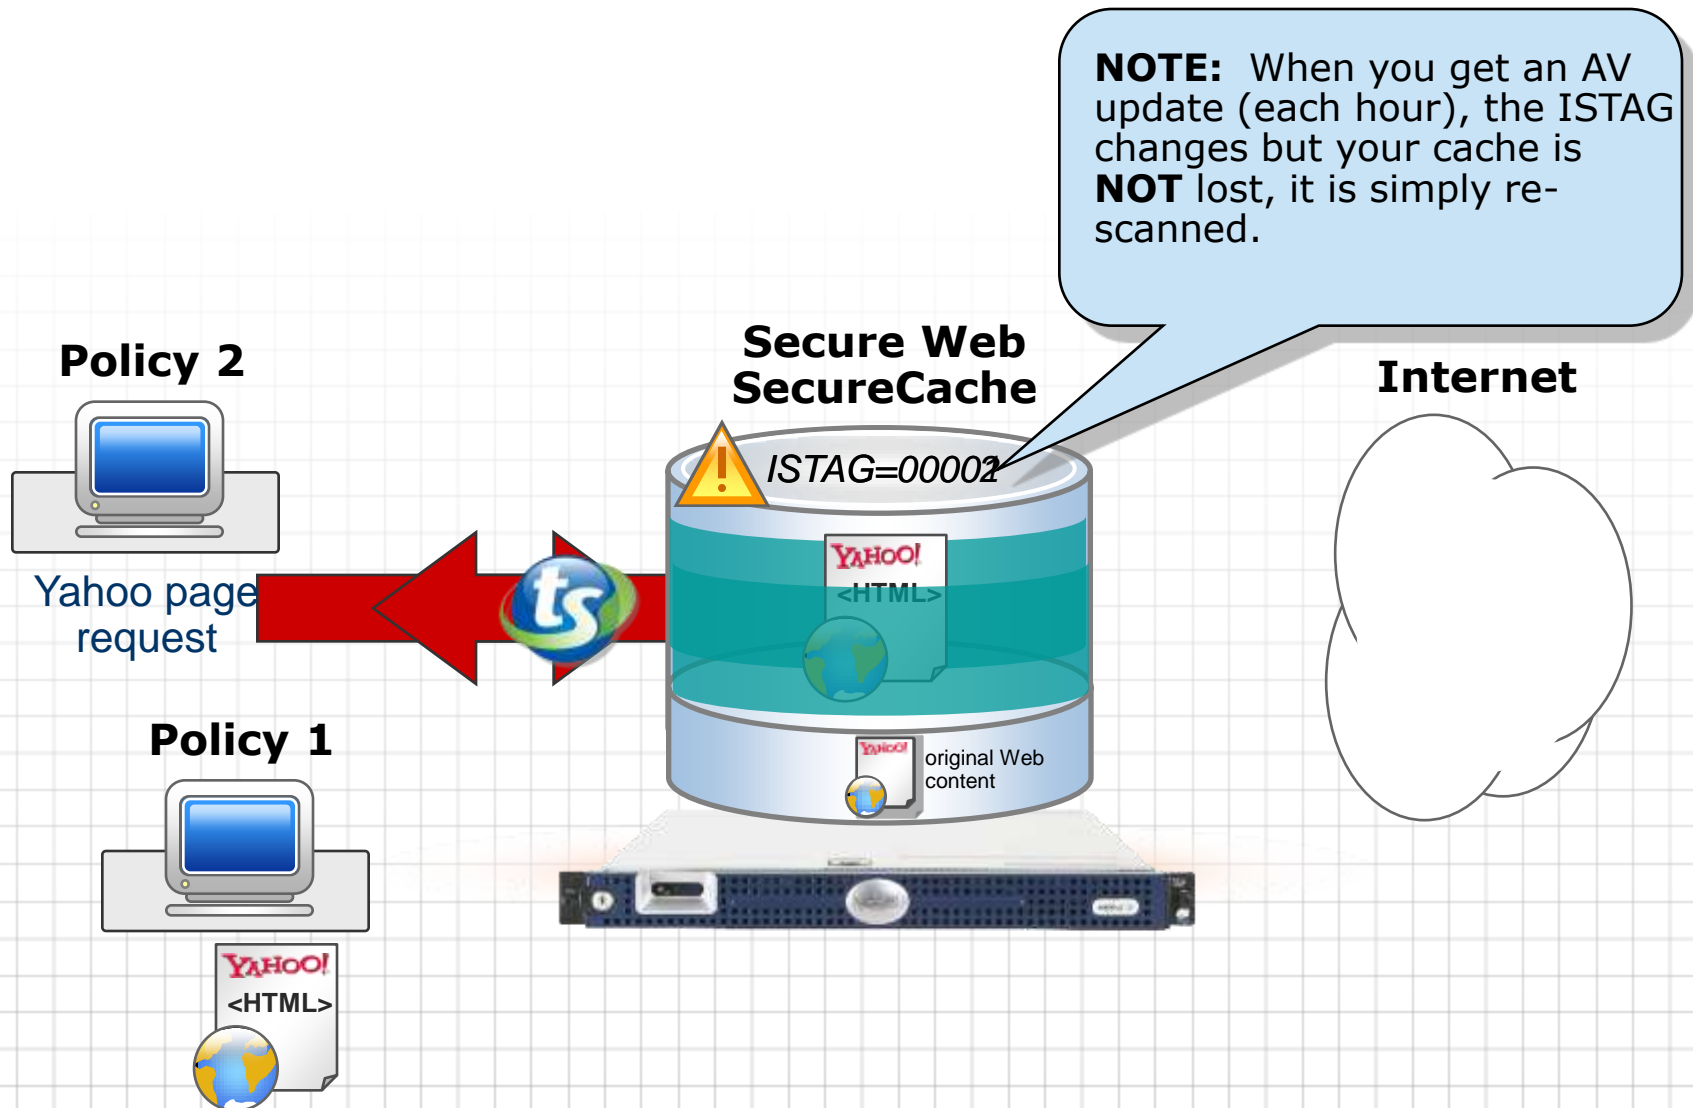 NOTE: When you get an AV
update (each hour), the ISTAG
changes but your cache is
NOT lost, it is simply re-
scanned.
Policy 2
Secure Web
SecureCache
Internet
YAHOO!
<HTML>
ts
Yahoo page
request
Policy 1
YAHOO!
original Web
content
YAHOO!
<HTML>